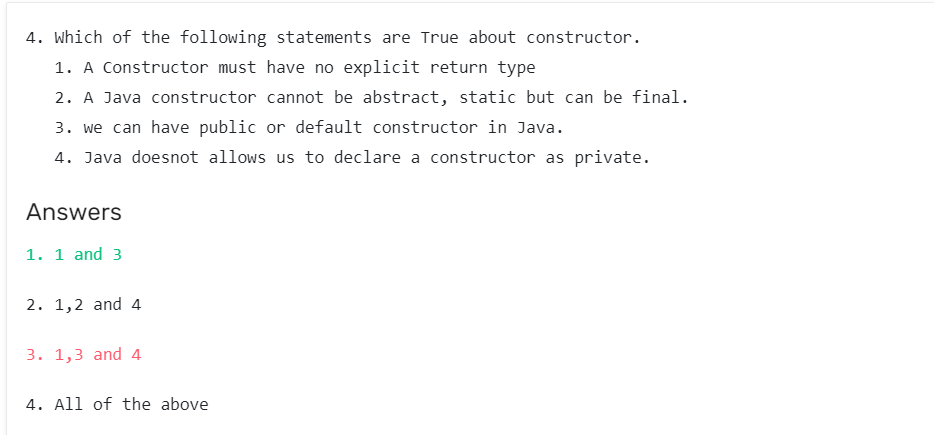 4. Which of the following statements are True about constructor.
1. A Constructor must have no explicit return type
2. A Java constructor cannot be abstract, static but can be final.
3. we can have public or default constructor in Java.
4. Java doesnot allows us to declare a constructor as private.
Answers
1. 1 and 3
2. 1,2 and 4
3. 1,3 and 4
4. All of the above